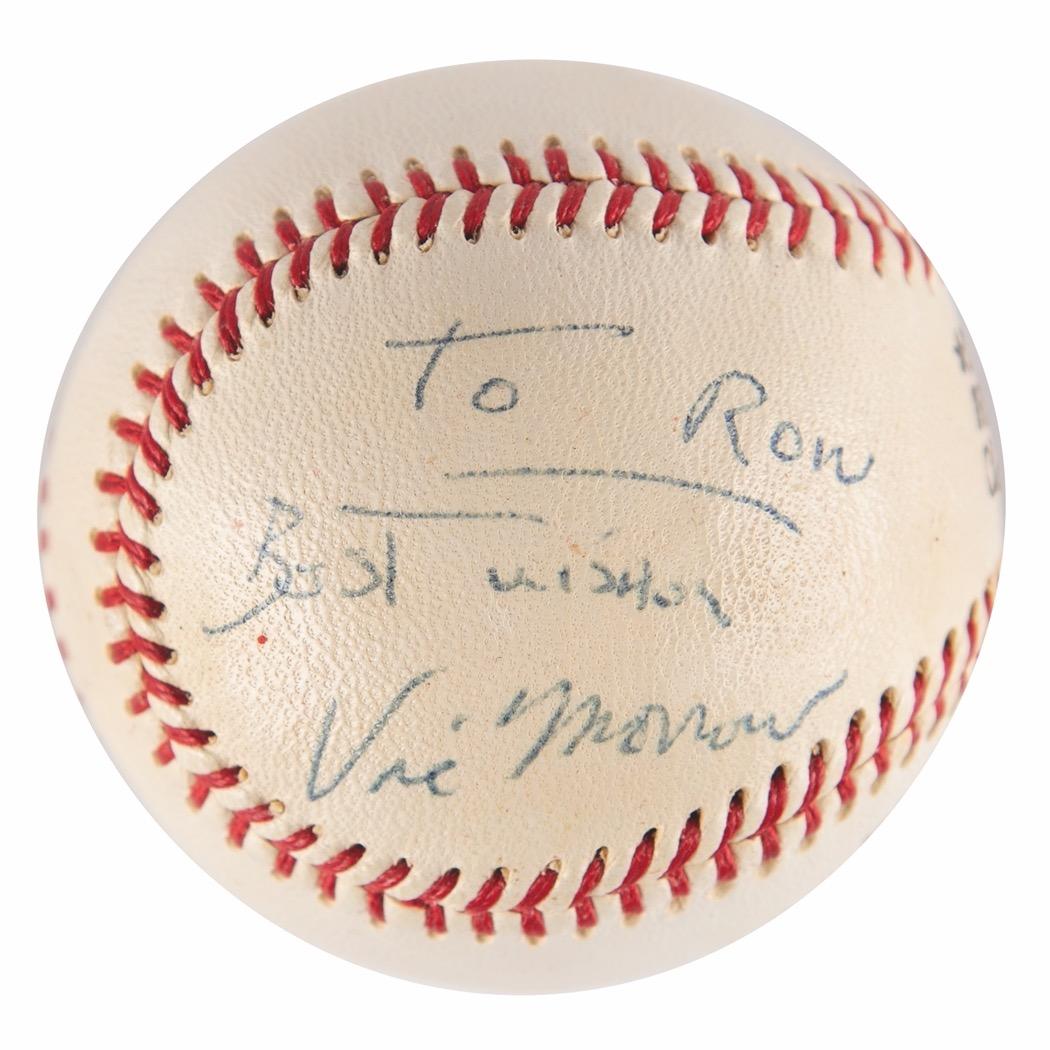 To Ron
Best wishes
Vic Morrow